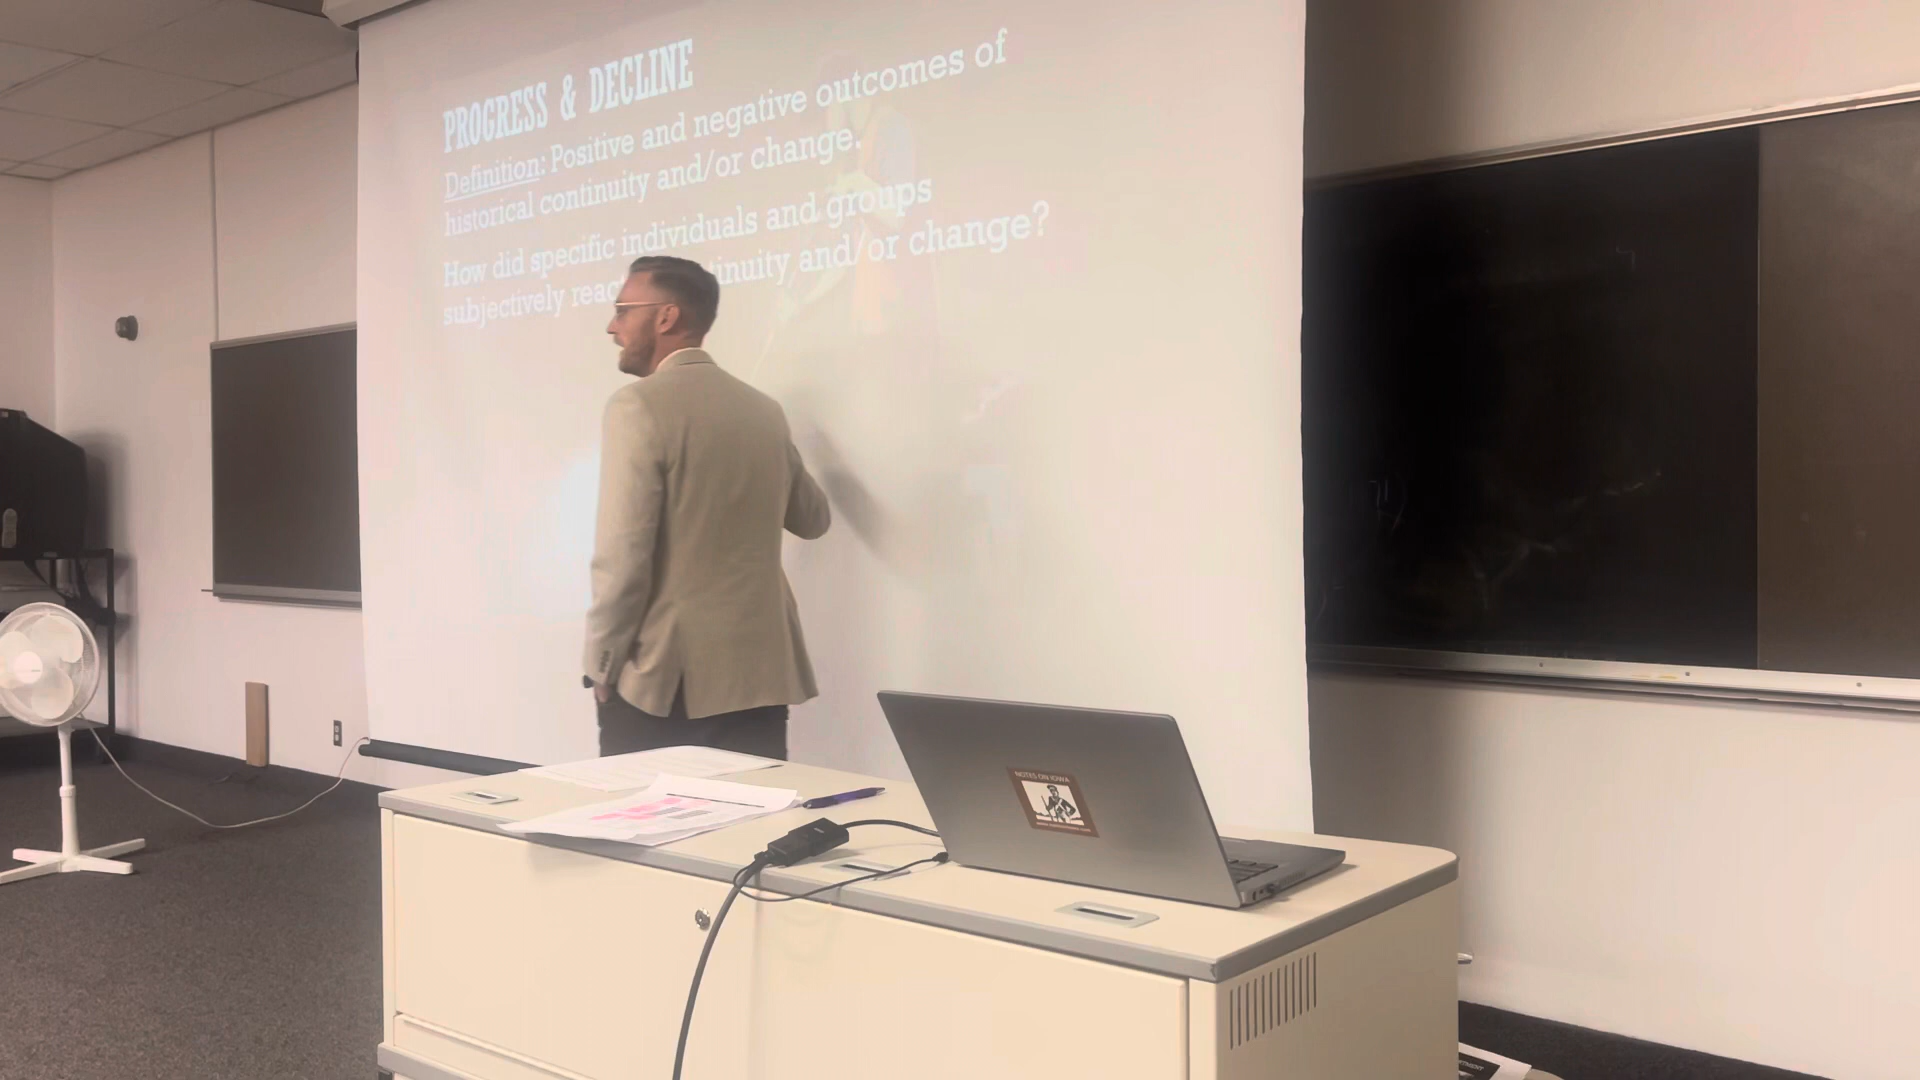 PROGRESS & DECLINE
Definition: Positive and negative outcomes of
historical continuity and/or change.
How did specific individuals and groups
subjectively reac tinuity and/or change?
NOTES ON IOWA